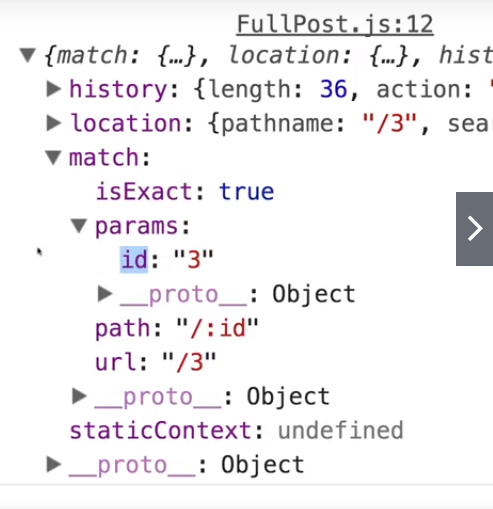 FullPost.js:12
▼{match: {…}, location: {…}, hist
▶history: {length: 36, action: "
▶location: {pathname: "/3", sea
▼match:
isExact: true
▼params:
id: "3"
▶__proto__: Object
path: "/:id"
url: "/3"
▶__proto__: Object
staticContext: undefined
▶__proto__: Object